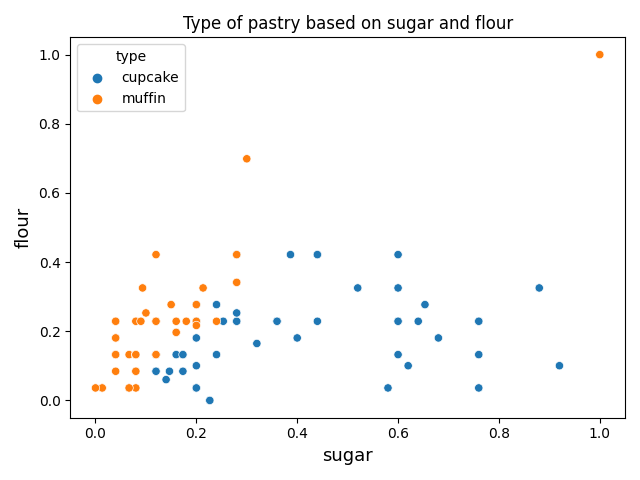 Type of pastry based on sugar and flour
type
cupcake
muffin
1.0
0.8
0.6
0.4
0.2
0.0
flour
0.0 0.2 0.4 0.6 0.8 1.0
sugar